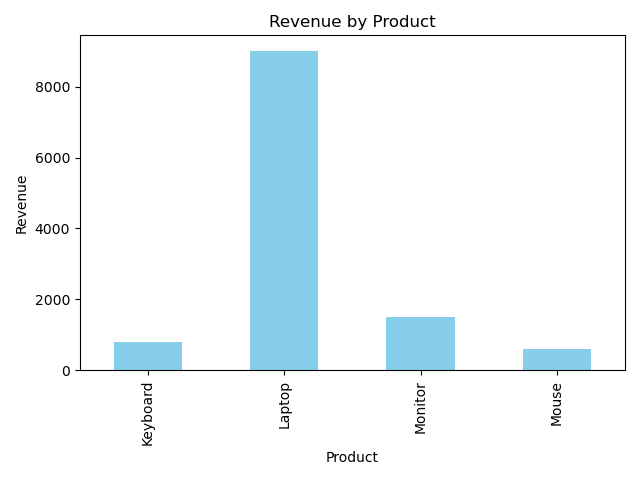 Revenue by Product
Revenue
8000
6000
4000
2000
0
Keyboard
Laptop
Monitor
Mouse
Product